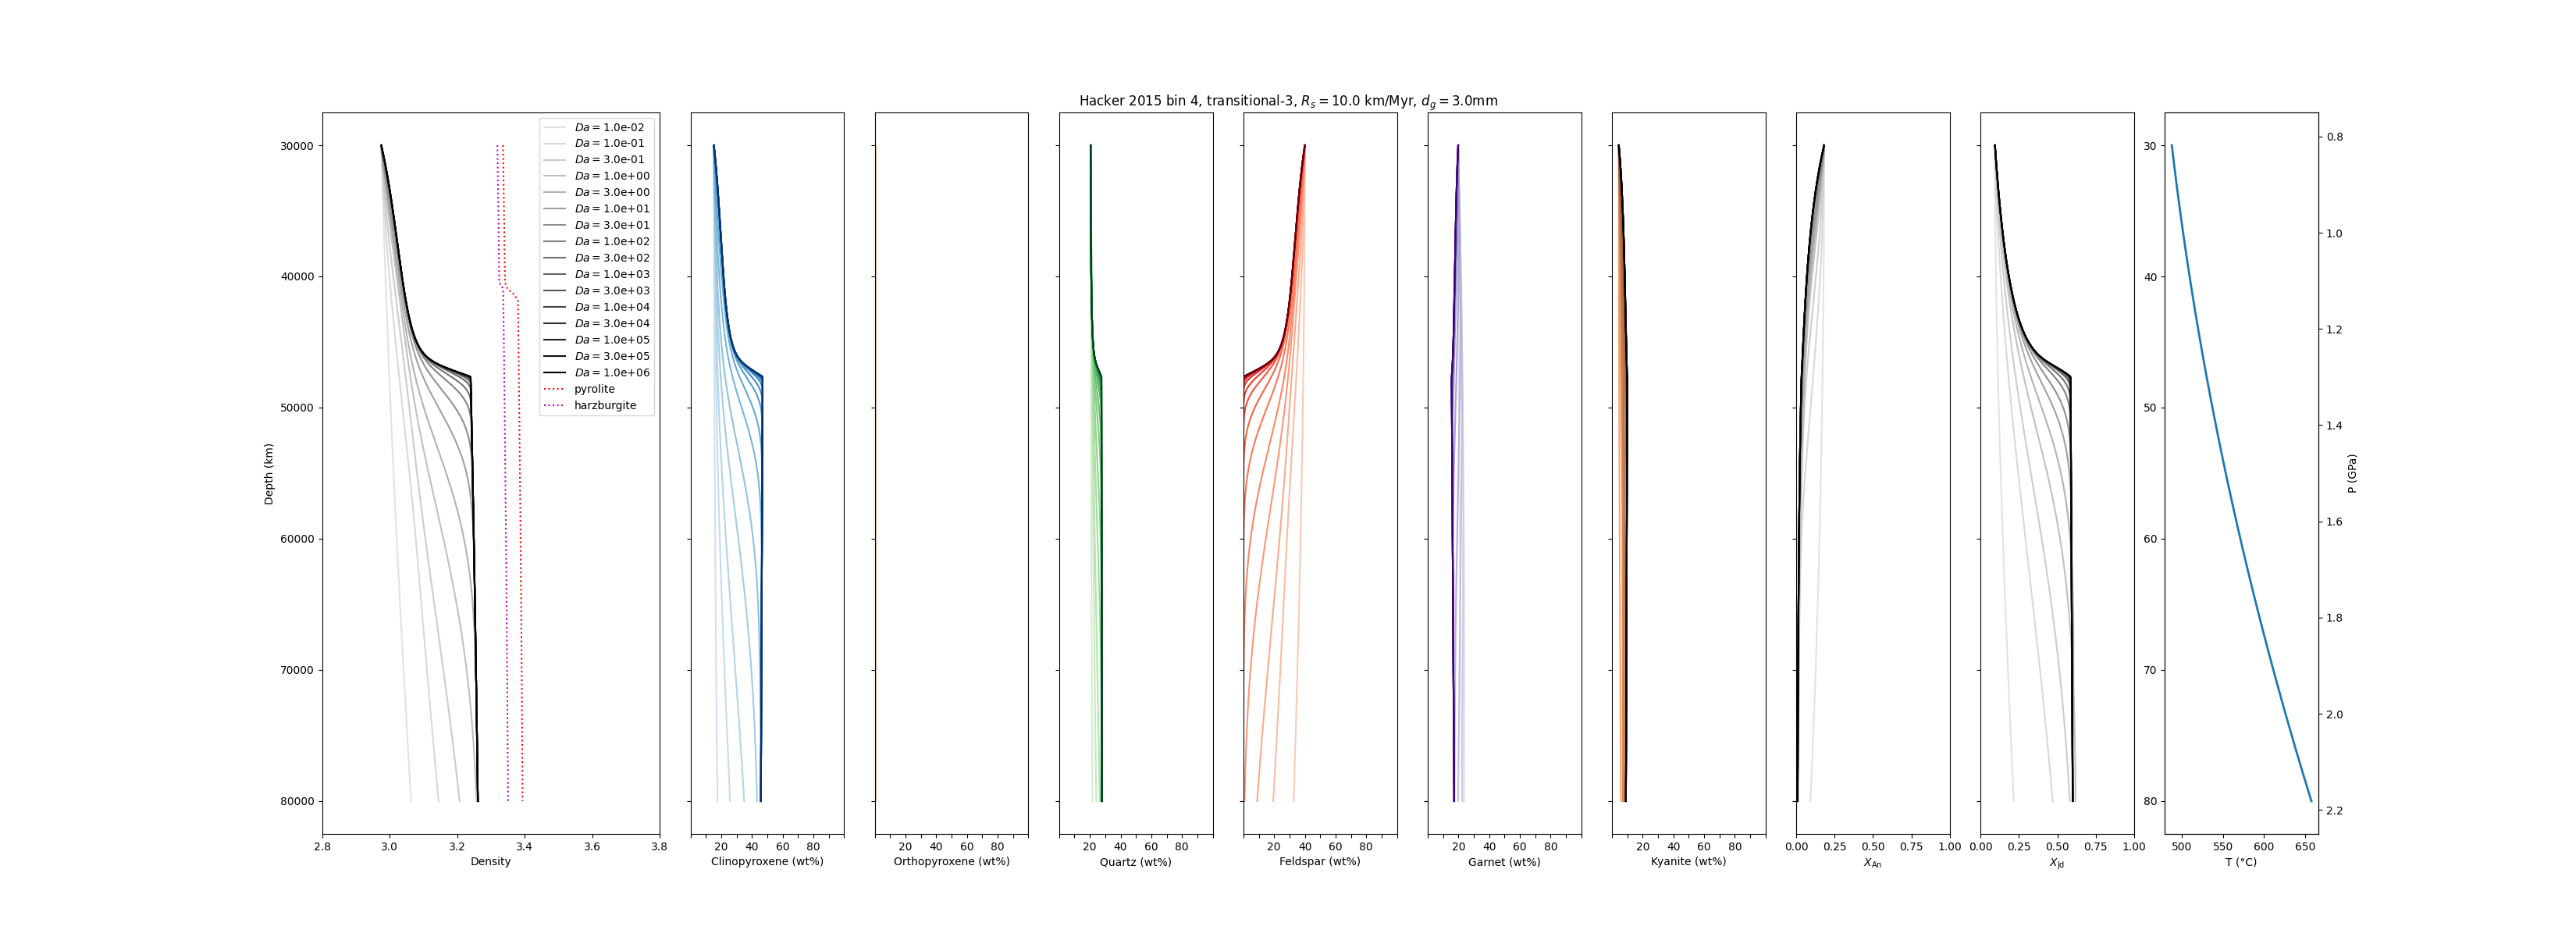 Hacker 2015 bin 4, transitional-3, R_s = 10.0 km/Myr, d_g = 3.0mm
Da = 1.0e-02
Da = 1.0e-01
Da = 3.0e-01
Da = 1.0e+00
Da = 3.0e+00
Da = 1.0e+01
Da = 3.0e+01
Da = 1.0e+02
Da = 3.0e+02
Da = 1.0e+03
Da = 3.0e+03
Da = 1.0e+04
Da = 3.0e+04
Da = 1.0e+05
Da = 3.0e+05
Da = 1.0e+06
pyrolite
harzburgite
Depth (km)
30000
40000
50000
60000
70000
80000
2.8 3.0 3.2 3.4 3.6 3.8
Density
20 40 60 80
Clinopyroxene (wt%)
20 40 60 80
Orthopyroxene (wt%)
20 40 60 80
Quartz (wt%)
20 40 60 80
Feldspar (wt%)
20 40 60 80
Garnet (wt%)
20 40 60 80
Kyanite (wt%)
0.00 0.25 0.50 0.75 1.00
X_An
0.00 0.25 0.50 0.75 1.00
X_Jd
30
40
50
60
70
80
500 550 600 650
T (°C)
0.8
1.0
1.2
1.4
1.6
1.8
2.0
2.2
P (GPa)